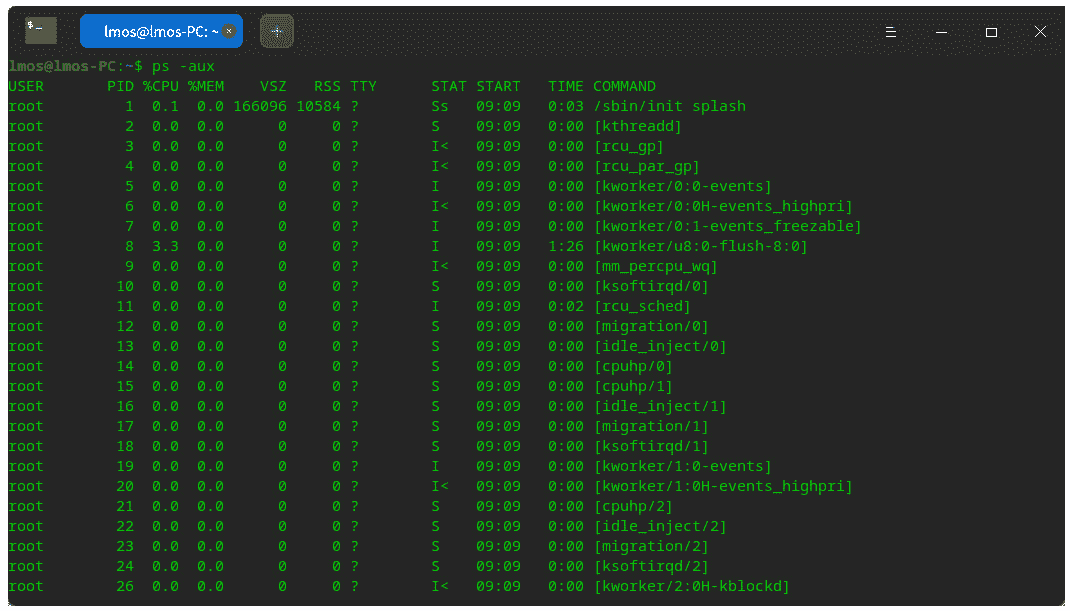 $ _
lmos@lmos-PC: ~ × +
lmos@lmos-PC:~$ ps -aux
USER       PID %CPU %MEM    VSZ   RSS TTY      STAT START   TIME COMMAND
root         1  0.1  0.0 166096 10584 ?        Ss   09:09   0:03 /sbin/init splash
root         2  0.0  0.0      0     0 ?        S    09:09   0:00 [kthreadd]
root         3  0.0  0.0      0     0 ?        I<   09:09   0:00 [rcu_gp]
root         4  0.0  0.0      0     0 ?        I<   09:09   0:00 [rcu_par_gp]
root         5  0.0  0.0      0     0 ?        I    09:09   0:00 [kworker/0:0-events]
root         6  0.0  0.0      0     0 ?        I<   09:09   0:00 [kworker/0:0H-events_highpri]
root         7  0.0  0.0      0     0 ?        I    09:09   0:00 [kworker/0:1-events_freezable]
root         8  3.3  0.0      0     0 ?        I    09:09   1:26 [kworker/u8:0-flush-8:0]
root         9  0.0  0.0      0     0 ?        I<   09:09   0:00 [mm_percpu_wq]
root        10  0.0  0.0      0     0 ?        S    09:09   0:00 [ksoftirqd/0]
root        11  0.0  0.0      0     0 ?        I    09:09   0:02 [rcu_sched]
root        12  0.0  0.0      0     0 ?        S    09:09   0:00 [migration/0]
root        13  0.0  0.0      0     0 ?        S    09:09   0:00 [idle_inject/0]
root        14  0.0  0.0      0     0 ?        S    09:09   0:00 [cpuhp/0]
root        15  0.0  0.0      0     0 ?        S    09:09   0:00 [cpuhp/1]
root        16  0.0  0.0      0     0 ?        S    09:09   0:00 [idle_inject/1]
root        17  0.0  0.0      0     0 ?        S    09:09   0:00 [migration/1]
root        18  0.0  0.0      0     0 ?        S    09:09   0:00 [ksoftirqd/1]
root        19  0.0  0.0      0     0 ?        I    09:09   0:00 [kworker/1:0-events]
root        20  0.0  0.0      0     0 ?        I<   09:09   0:00 [kworker/1:0H-events_highpri]
root        21  0.0  0.0      0     0 ?        S    09:09   0:00 [cpuhp/2]
root        22  0.0  0.0      0     0 ?        S    09:09   0:00 [idle_inject/2]
root        23  0.0  0.0      0     0 ?        S    09:09   0:00 [migration/2]
root        24  0.0  0.0      0     0 ?        S    09:09   0:00 [ksoftirqd/2]
root        26  0.0  0.0      0     0 ?        I<   09:09   0:00 [kworker/2:0H-kblockd]